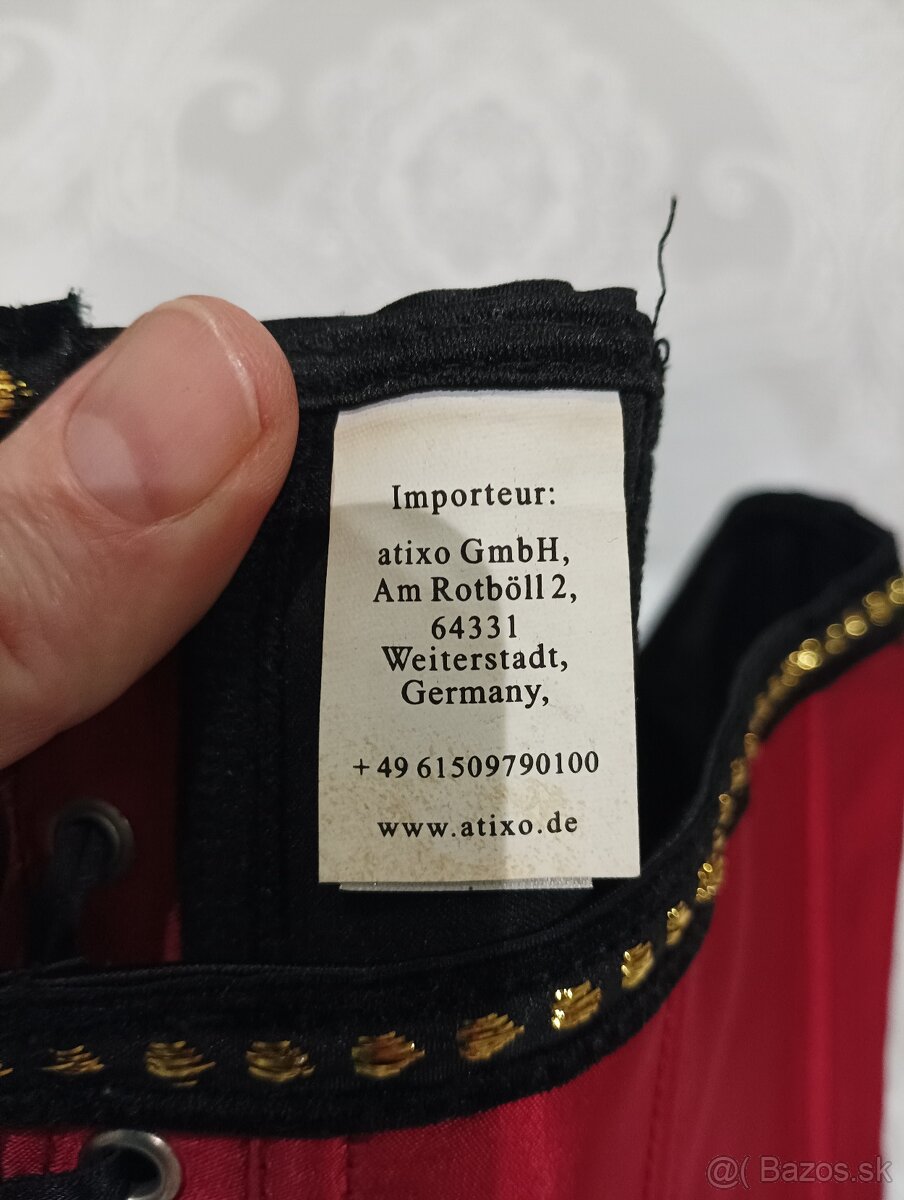 Importeur:
atixo GmbH,
Am Rotböll 2,
64331
Weiterstadt,
Germany,
+49 61509790100
www.atixo.de
@( Bazos.sk